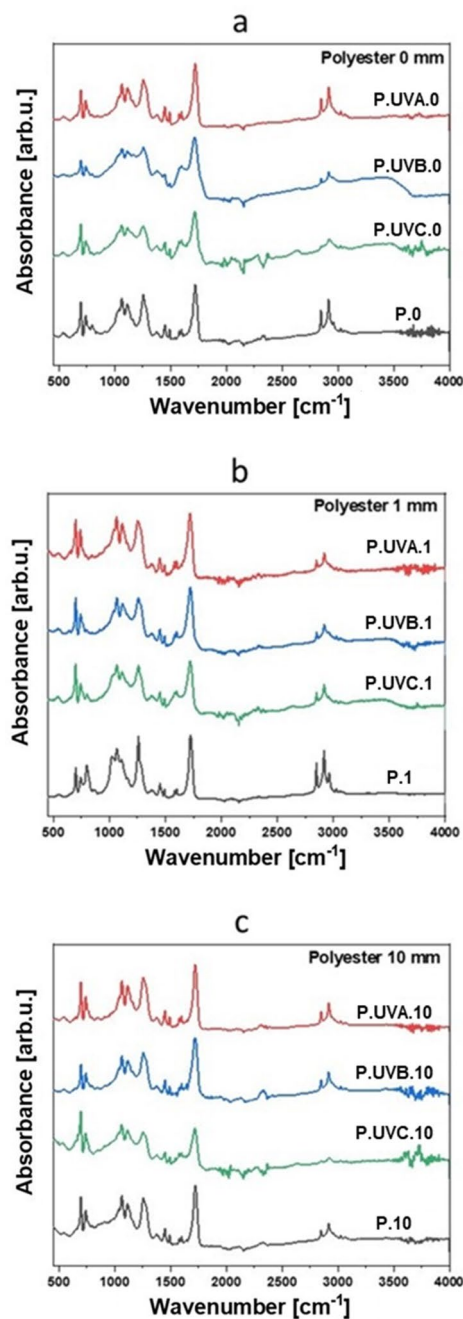 a
Polyester 0 mm
P.UVA.0
P.UVB.0
P.UVC.0
P.0
Absorbance [arb.u.]
500 1000 1500 2000 2500 3000 3500 4000
Wavenumber [cm⁻¹]
b
Polyester 1 mm
P.UVA.1
P.UVB.1
P.UVC.1
P.1
Absorbance [arb.u.]
500 1000 1500 2000 2500 3000 3500 4000
Wavenumber [cm⁻¹]
c
Polyester 10 mm
P.UVA.10
P.UVB.10
P.UVC.10
P.10
Absorbance [arb.u.]
500 1000 1500 2000 2500 3000 3500 4000
Wavenumber [cm⁻¹]